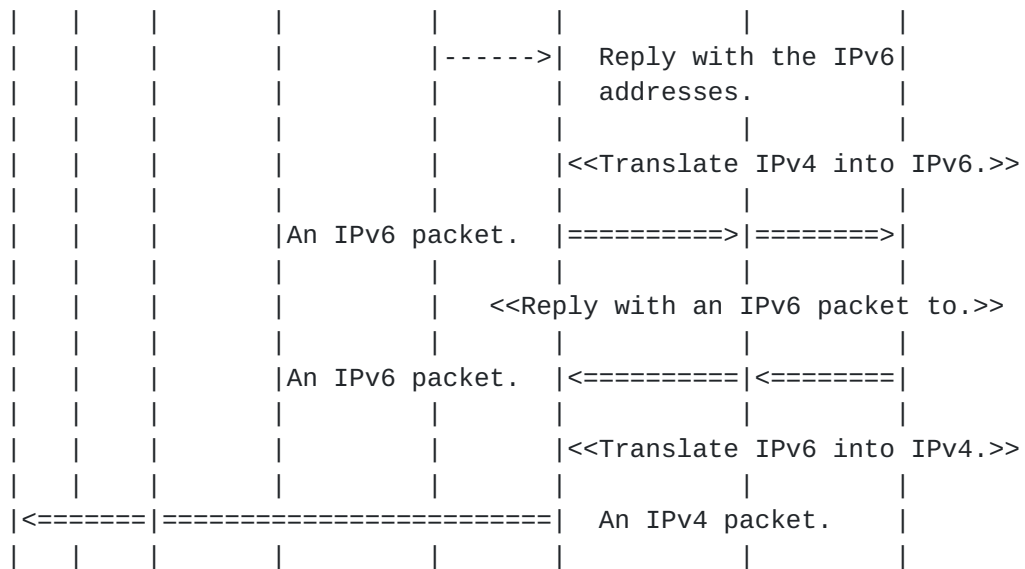 |   |    |       |         |       |           |         |
|   |    |       |         |------>|  Reply with the IPv6|
|   |    |       |         |       |  addresses.         |
|   |    |       |         |       |           |         |
|   |    |       |         |       |<<Translate IPv4 into IPv6.>>
|   |    |       |         |       |           |         |
|   |    |       |An IPv6 packet.  |==========>|========>|
|   |    |       |         |       |           |         |
|   |    |       |         |   <<Reply with an IPv6 packet to.>>
|   |    |       |         |       |           |         |
|   |    |       |An IPv6 packet.  |<==========|<========|
|   |    |       |         |       |           |         |
|   |    |       |         |       |<<Translate IPv6 into IPv4.>>
|   |    |       |         |       |           |         |
|<=======|=========================|  An IPv4 packet.    |
|   |    |       |         |       |           |         |